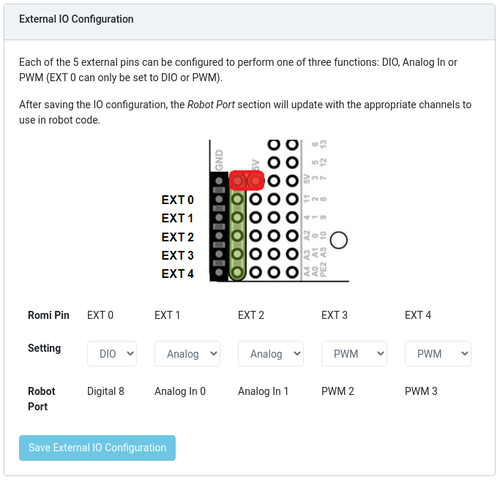 External IO Configuration
Each of the 5 external pins can be configured to perform one of three functions: DIO, Analog In or
PWM (EXT 0 can only be set to DIO or PWM).
After saving the IO configuration, the Robot Port section will update with the appropriate channels to
use in robot code.
GND
5V
6 13
5 12
5V 3 7
EXT 0
11 2 8
EXT 1
4 1 9
EXT 2
A2 0 10
EXT 3
A3 A1 A5
EXT 4
A4 A0 PE2
Romi Pin EXT 0 EXT 1 EXT 2 EXT 3 EXT 4
Setting DIO Analog Analog PWM PWM
Robot Port Digital 8 Analog In 0 Analog In 1 PWM 2 PWM 3
Save External IO Configuration